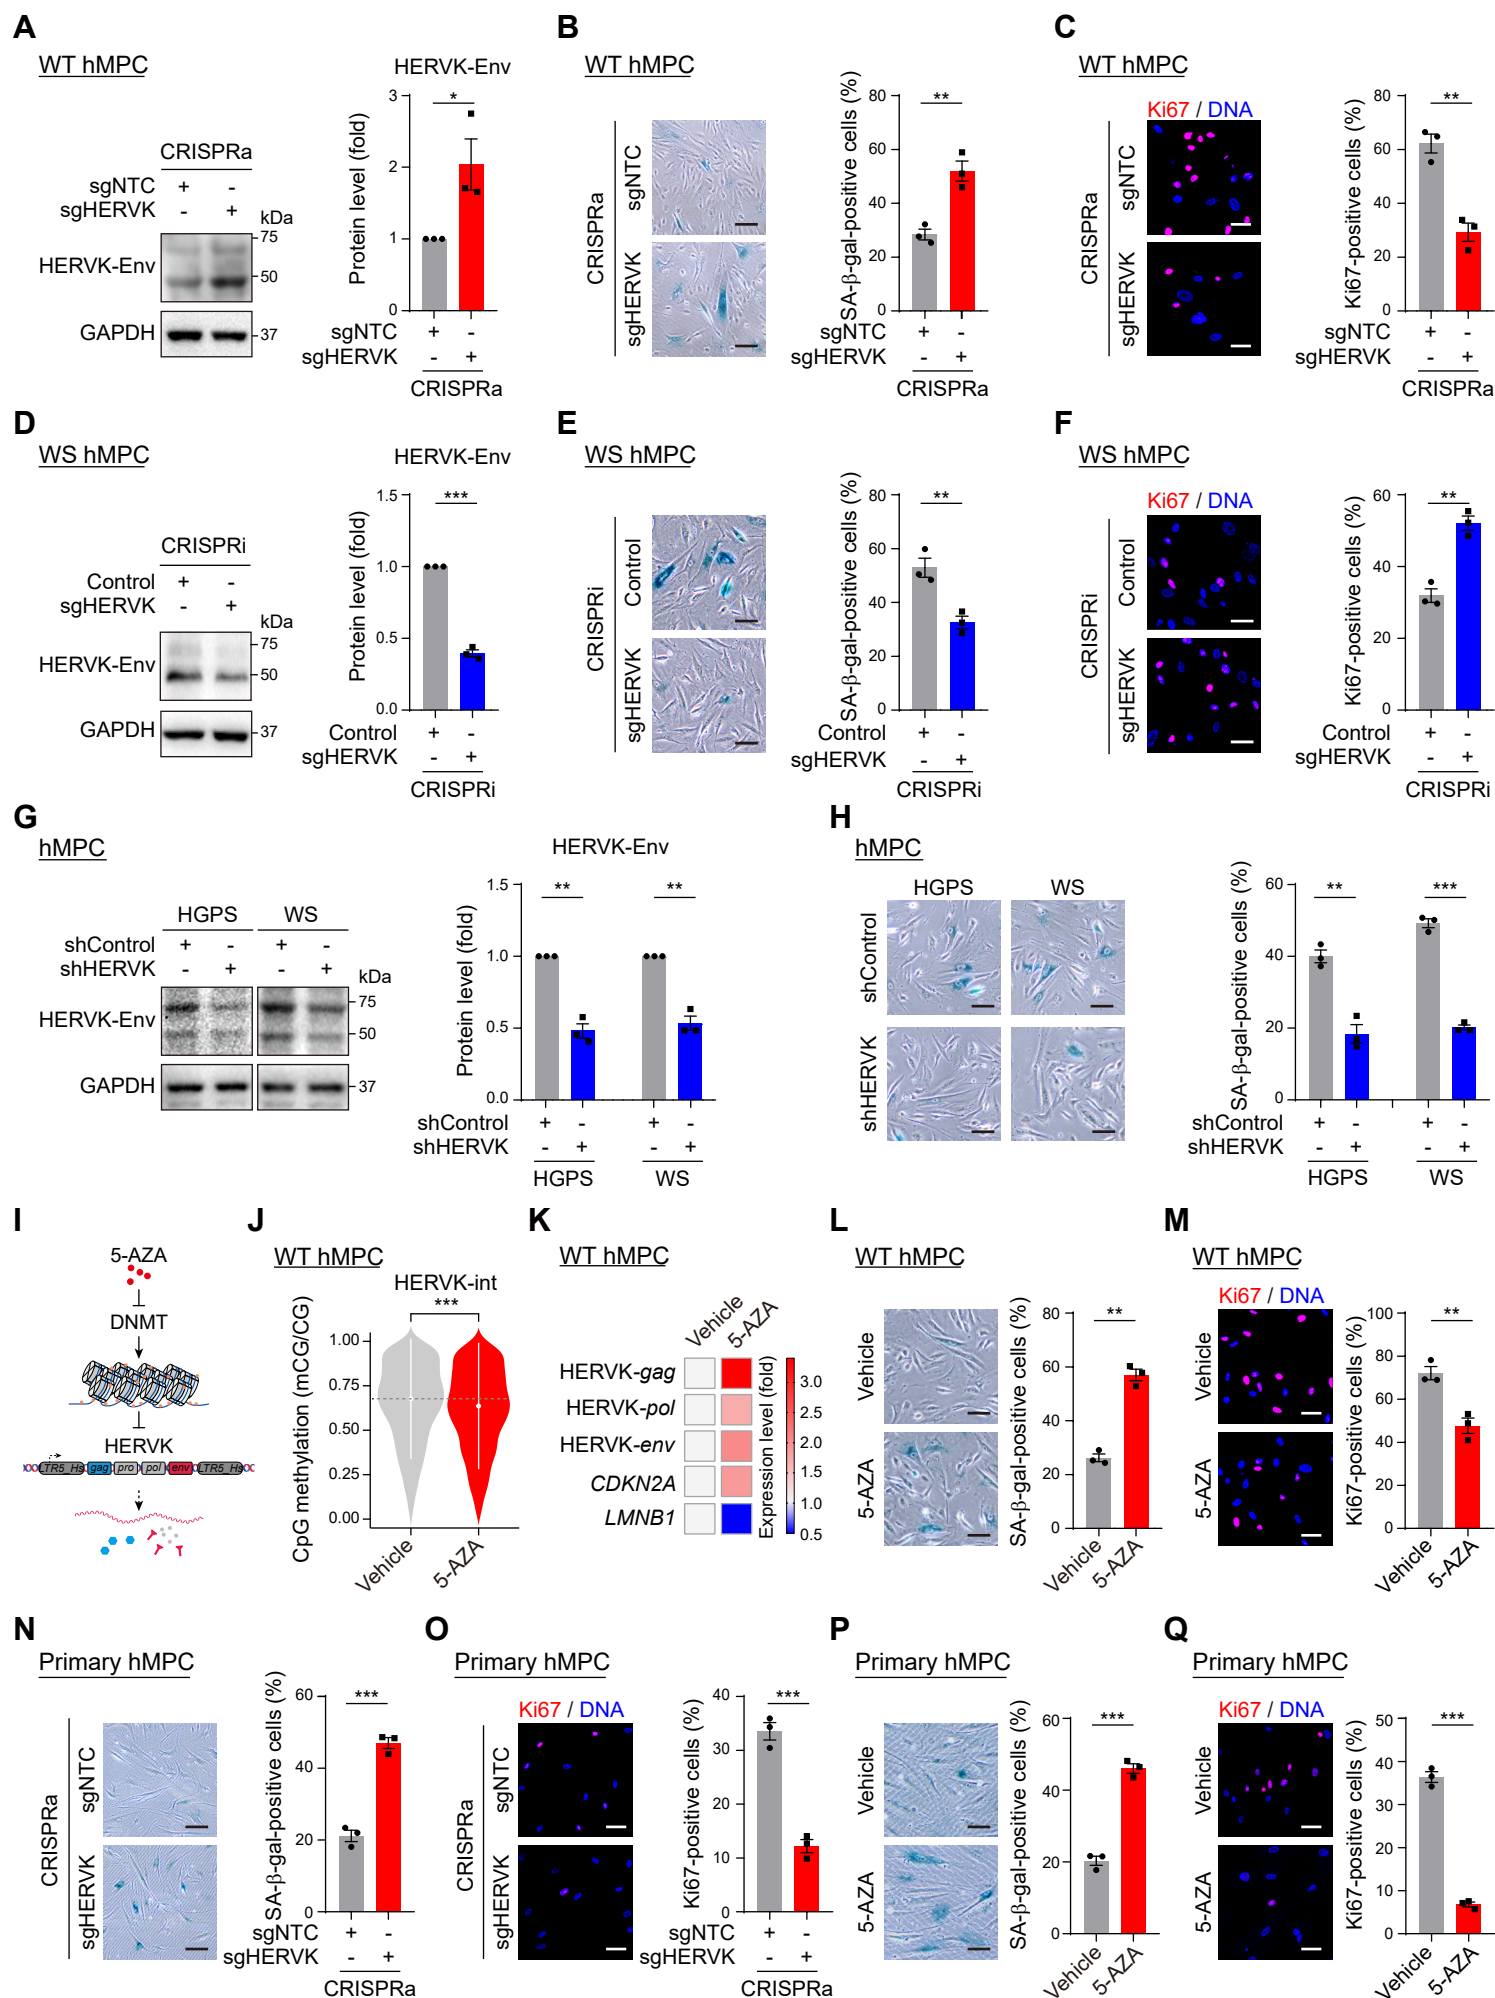 A
WT hMPC
CRISPRa
sgNTC + -
sgHERVK - +
kDa
75
HERVK-Env
50
GAPDH
37
HERVK-Env
Protein level (fold)
3
2
1
0
*
sgNTC + -
sgHERVK - +
CRISPRa
B
WT hMPC
CRISPRa
sgNTC
sgHERVK
SA-β-gal-positive cells (%)
80
60
40
20
0
**
sgNTC + -
sgHERVK - +
CRISPRa
C
WT hMPC
Ki67 / DNA
CRISPRa
sgNTC
sgHERVK
Ki67-positive cells (%)
80
60
40
20
0
**
sgNTC + -
sgHERVK - +
CRISPRa
D
WS hMPC
CRISPRi
Control + -
sgHERVK - +
kDa
75
HERVK-Env
50
GAPDH
37
HERVK-Env
Protein level (fold)
1.5
1.0
0.5
0.0
***
Control + -
sgHERVK - +
CRISPRi
E
WS hMPC
CRISPRi
Control
sgHERVK
SA-β-gal-positive cells (%)
80
60
40
20
0
**
Control + -
sgHERVK - +
CRISPRi
F
WS hMPC
Ki67 / DNA
CRISPRi
Control
sgHERVK
Ki67-positive cells (%)
60
40
20
0
**
Control + -
sgHERVK - +
CRISPRi
G
hMPC
HGPS WS
shControl + - + -
shHERVK - + - +
kDa
75
HERVK-Env
50
GAPDH
37
HERVK-Env
Protein level (fold)
1.5
1.0
0.5
0.0
** **
shControl + - + -
shHERVK - + - +
HGPS WS
H
hMPC
HGPS WS
shControl
shHERVK
SA-β-gal-positive cells (%)
60
40
20
0
** ***
shControl + - + -
shHERVK - + - +
HGPS WS
I
5-AZA
DNMT
HERVK
LTR5_Hs gag pro pol env LTR5_Hs
J
WT hMPC
HERVK-int
CpG methylation (mCG/CG)
1.00
0.75
0.50
0.25
0.00
***
Vehicle 5-AZA
K
WT hMPC
Vehicle 5-AZA
HERVK-gag
HERVK-pol
HERVK-env
CDKN2A
LMNB1
Expression level (fold)
3.0
2.5
2.0
1.5
1.0
0.5
L
WT hMPC
Vehicle
5-AZA
SA-β-gal-positive cells (%)
80
60
40
20
0
**
Vehicle 5-AZA
M
WT hMPC
Ki67 / DNA
Vehicle
5-AZA
Ki67-positive cells (%)
100
80
60
40
20
0
**
Vehicle 5-AZA
N
Primary hMPC
CRISPRa
sgNTC
sgHERVK
SA-β-gal-positive cells (%)
60
40
20
0
***
sgNTC + -
sgHERVK - +
CRISPRa
O
Primary hMPC
Ki67 / DNA
CRISPRa
sgNTC
sgHERVK
Ki67-positive cells (%)
40
30
20
10
0
***
sgNTC + -
sgHERVK - +
CRISPRa
P
Primary hMPC
Vehicle
5-AZA
SA-β-gal-positive cells (%)
60
40
20
0
***
Vehicle 5-AZA
Q
Primary hMPC
Ki67 / DNA
Vehicle
5-AZA
Ki67-positive cells (%)
50
40
30
20
10
0
***
Vehicle 5-AZA